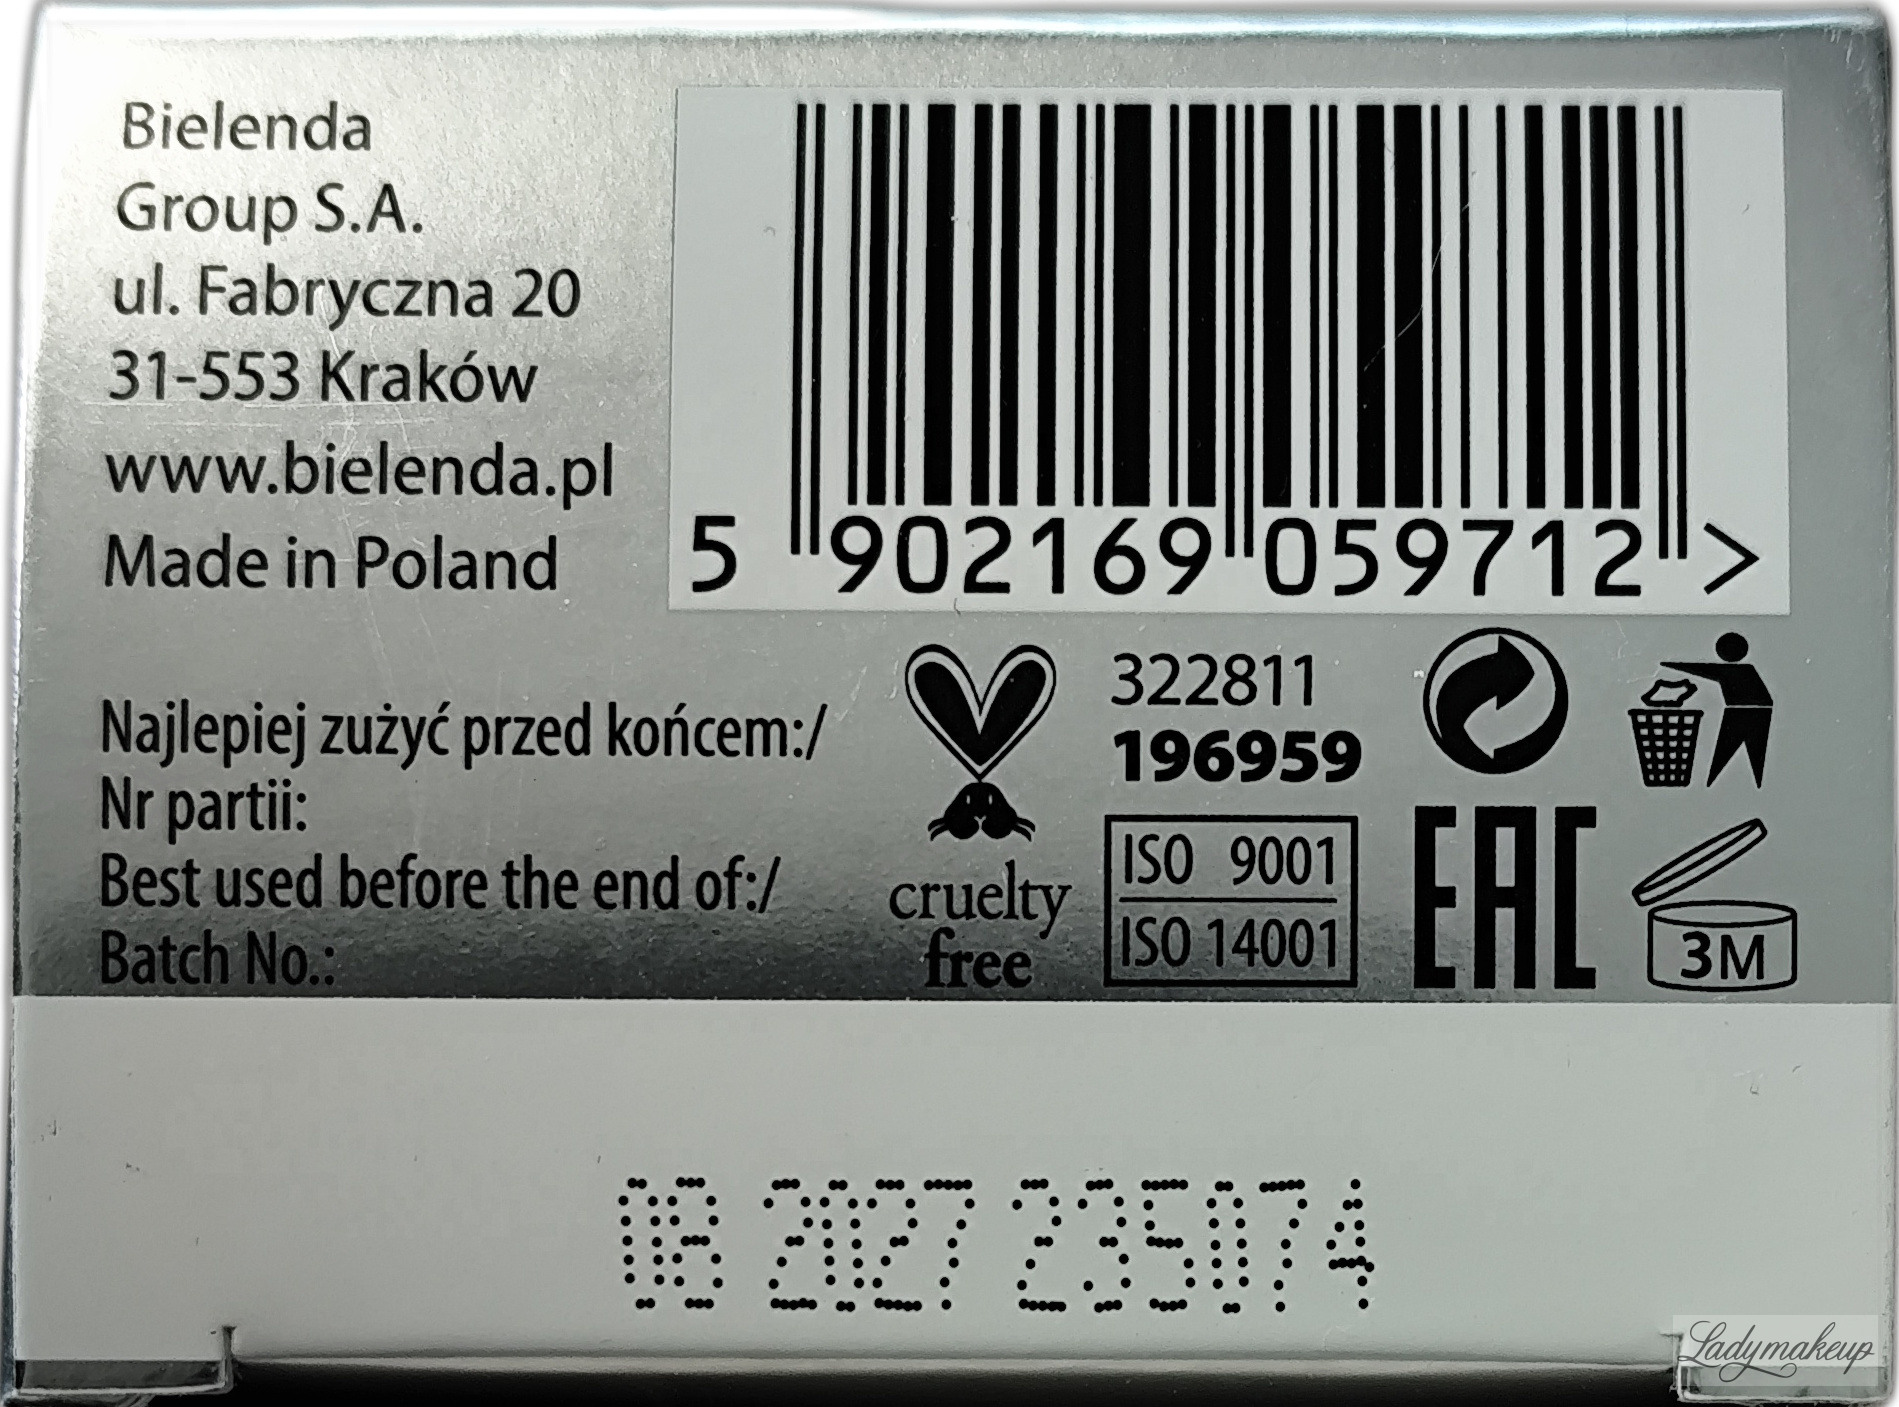 Bielenda
Group S.A.
ul. Fabryczna 20
31-553 Kraków
www.bielenda.pl
Made in Poland
5 902169 059712 >
Najlepiej zużyć przed końcem:/
Nr partii:
Best used before the end of:/
Batch No.:
cruelty
free
322811
196959
ISO 9001
ISO 14001
EAC
3M
08 2027 235074
Ladymakeup